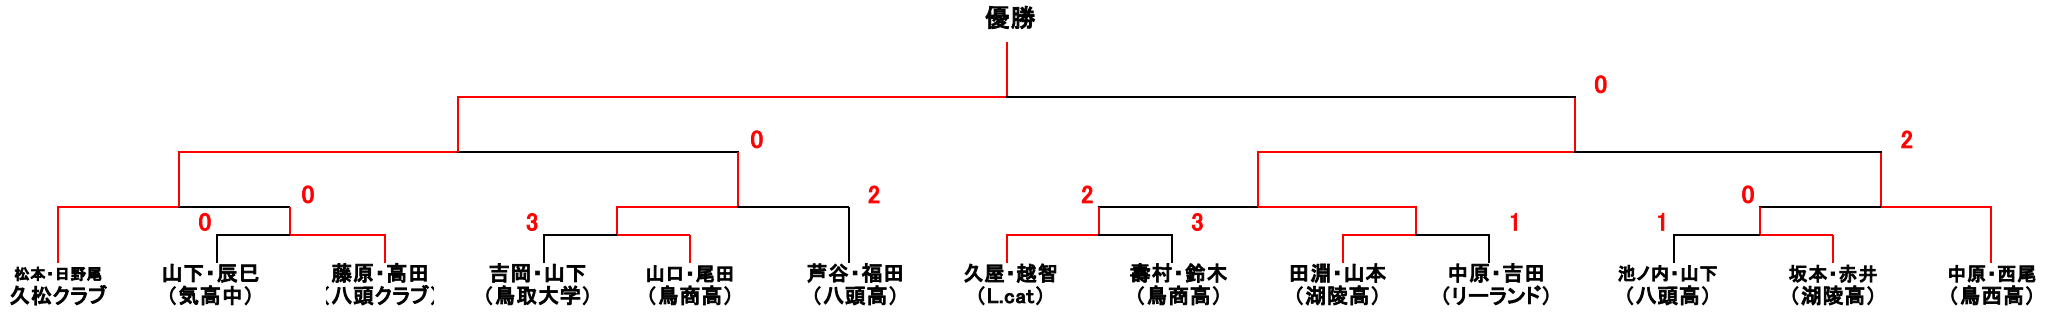 優勝
0
0
2
0
0
3
2
2
3
1
1
0
松本・日野尾
久松クラブ
山下・辰巳
（気高中）
藤原・高田
（八頭クラブ）
吉岡・山下
（鳥取大学）
山口・尾田
（鳥商高）
芦谷・福田
（八頭高）
久屋・越智
（L.cat）
壽村・鈴木
（鳥商高）
田淵・山本
（湖陵高）
中原・吉田
（リーランド）
池ノ内・山下
（八頭高）
坂本・赤井
（湖陵高）
中原・西尾
（鳥西高）